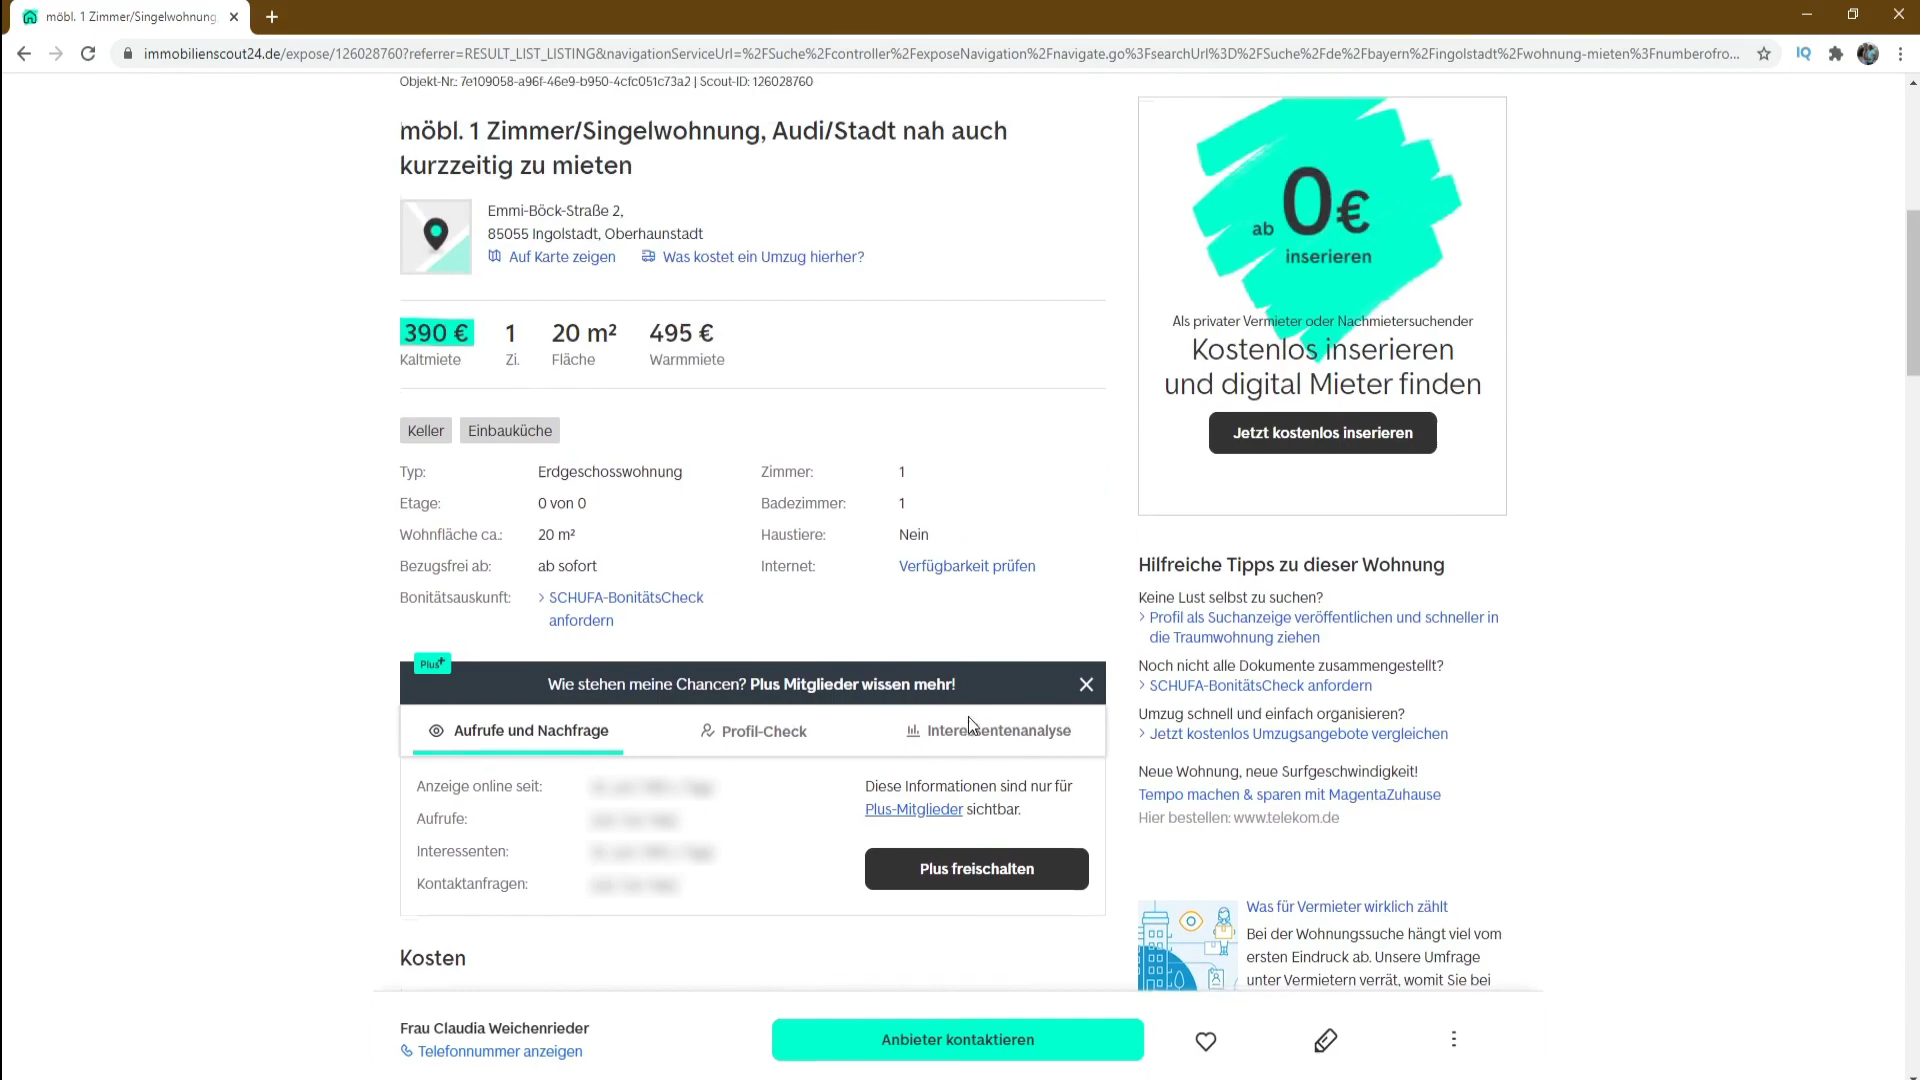 möbl. 1 Zimmer/Singelwohnung,
immobilienscout24.de/expose/126028760?referrer=RESULT_LIST_LISTING&navigationServiceUrl=%2FSuche%2Fcontroller%2FexposeNavigation%2Fnavigate.go%3FsearchUrl%3D%2FSuche%2Fde%2Fbayern%2Fingolstadt%2Fwohnung-mieten%3Fnumberofro...
IQ
Objekt-Nr.: 7e109058-a96f-46e9-b950-4cfc051c73a2 | Scout-ID: 126028760
möbl. 1 Zimmer/Singelwohnung, Audi/Stadt nah auch
kurzzeitig zu mieten
Emmi-Böck-Straße 2,
85055 Ingolstadt, Oberhaunstadt
Auf Karte zeigen Was kostet ein Umzug hierher?
390 € 1 20 m² 495 €
Kaltmiete Zi. Fläche Warmmiete
Keller Einbauküche
Typ: Erdgeschosswohnung Zimmer: 1
Etage: 0 von 0 Badezimmer: 1
Wohnfläche ca.: 20 m² Haustiere: Nein
Bezugsfrei ab: ab sofort Internet: Verfügbarkeit prüfen
Bonitätsauskunft: > SCHUFA-BonitätsCheck
anfordern
Plus+
Wie stehen meine Chancen? Plus Mitglieder wissen mehr!
Aufrufe und Nachfrage Profil-Check Interessentenanalyse
Anzeige online seit:
Aufrufe:
Interessenten:
Kontaktanfragen:
Diese Informationen sind nur für
Plus-Mitglieder sichtbar.
Plus freischalten
Kosten
ab 0€
inserieren
Als privater Vermieter oder Nachmietersuchender
Kostenlos inserieren
und digital Mieter finden
Jetzt kostenlos inserieren
Hilfreiche Tipps zu dieser Wohnung
Keine Lust selbst zu suchen?
> Profil als Suchanzeige veröffentlichen und schneller in
die Traumwohnung ziehen
Noch nicht alle Dokumente zusammengestellt?
> SCHUFA-BonitätsCheck anfordern
Umzug schnell und einfach organisieren?
> Jetzt kostenlos Umzugsangebote vergleichen
Neue Wohnung, neue Surfgeschwindigkeit!
Tempo machen & sparen mit MagentaZuhause
Hier bestellen: www.telekom.de
Was für Vermieter wirklich zählt
Bei der Wohnungssuche hängt viel vom
ersten Eindruck ab. Unsere Umfrage
unter Vermietern verrät, womit Sie bei
Frau Claudia Weichenrieder
Telefonnummer anzeigen
Anbieter kontaktieren